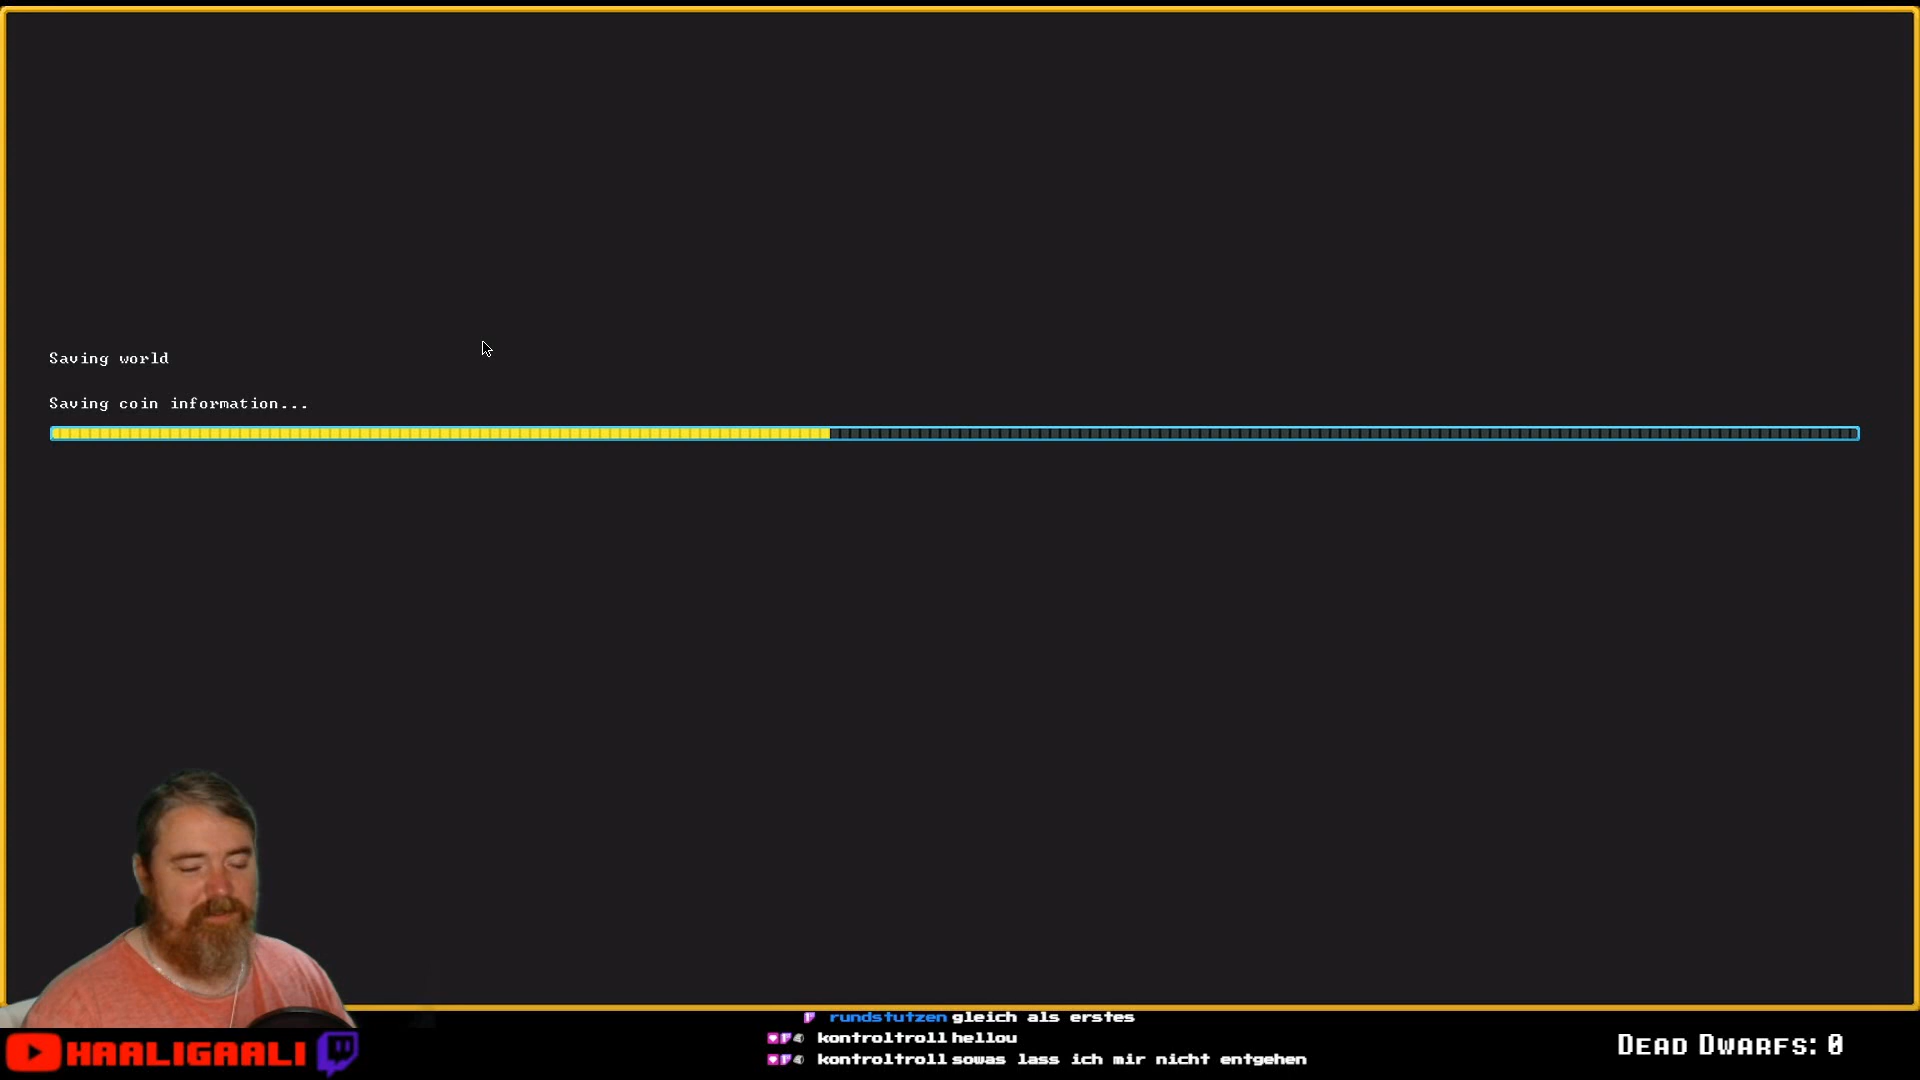 Saving world
Saving coin information...
rundstutzen gleich als erstes
kontroltroll hellou
kontroltroll sowas lass ich mir nicht entgehen
HAALIGAALI
DEAD DWARFS: 0